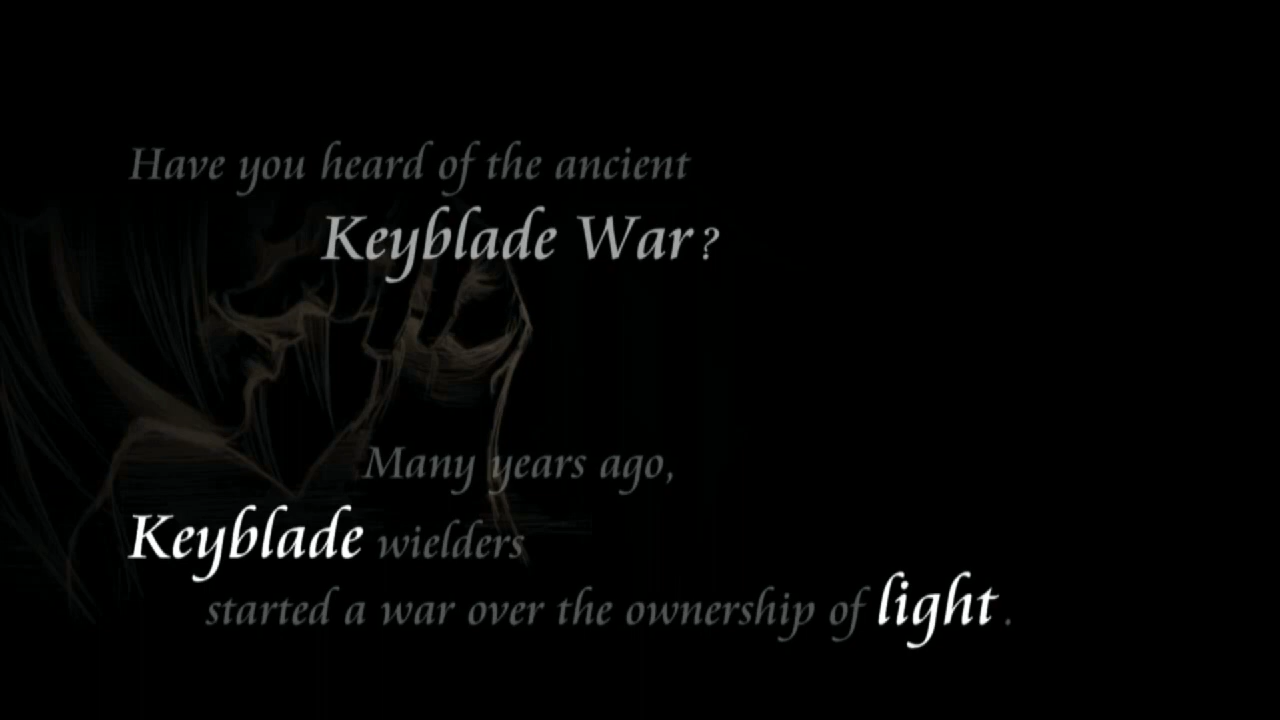 Have you heard of the ancient
Keyblade War?
Many years ago,
Keyblade wielders
started a war over the ownership of light.